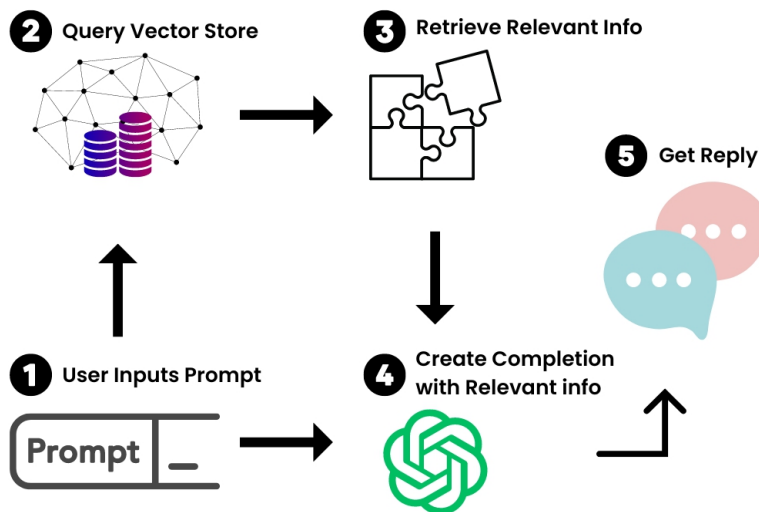 2 Query Vector Store
3 Retrieve Relevant Info
5 Get Reply
1 User Inputs Prompt
Prompt _
4 Create Completion
with Relevant info